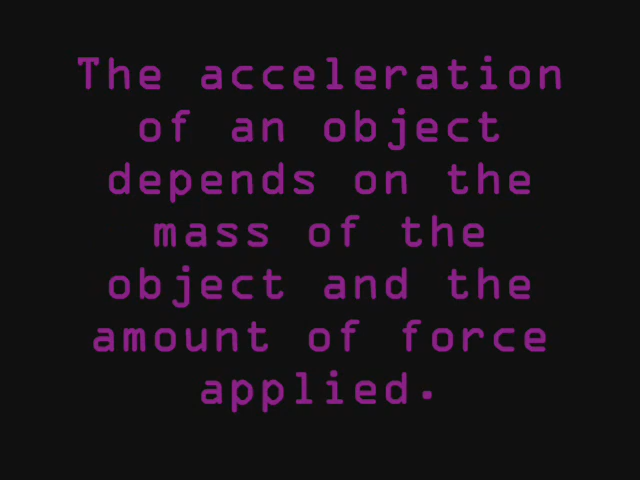 The acceleration
of an object
depends on the
mass of the
object and the
amount of force
applied.